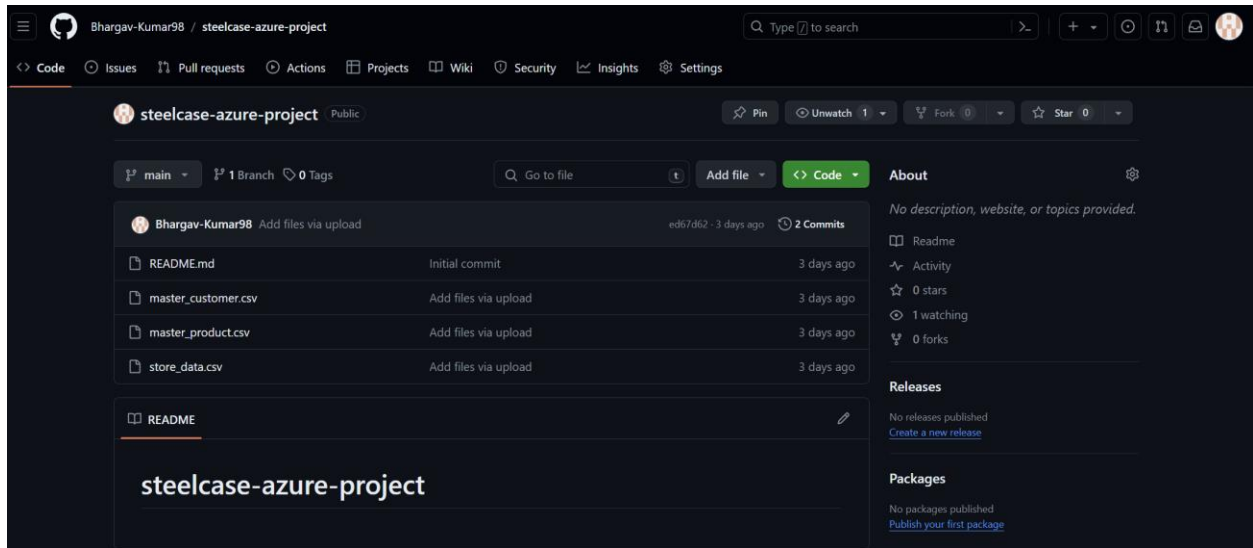 Bhargav-Kumar98 / steelcase-azure-project
Type / to search
Code Issues Pull requests Actions Projects Wiki Security Insights Settings
steelcase-azure-project Public
Pin Unwatch 1 Fork 0 Star 0
main 1 Branch 0 Tags
Go to file t Add file Code
Bhargav-Kumar98 Add files via upload ed67d62 · 3 days ago 2 Commits
README.md Initial commit 3 days ago
master_customer.csv Add files via upload 3 days ago
master_product.csv Add files via upload 3 days ago
store_data.csv Add files via upload 3 days ago
README
steelcase-azure-project
About
No description, website, or topics provided.
Readme
Activity
0 stars
1 watching
0 forks
Releases
No releases published
Create a new release
Packages
No packages published
Publish your first package